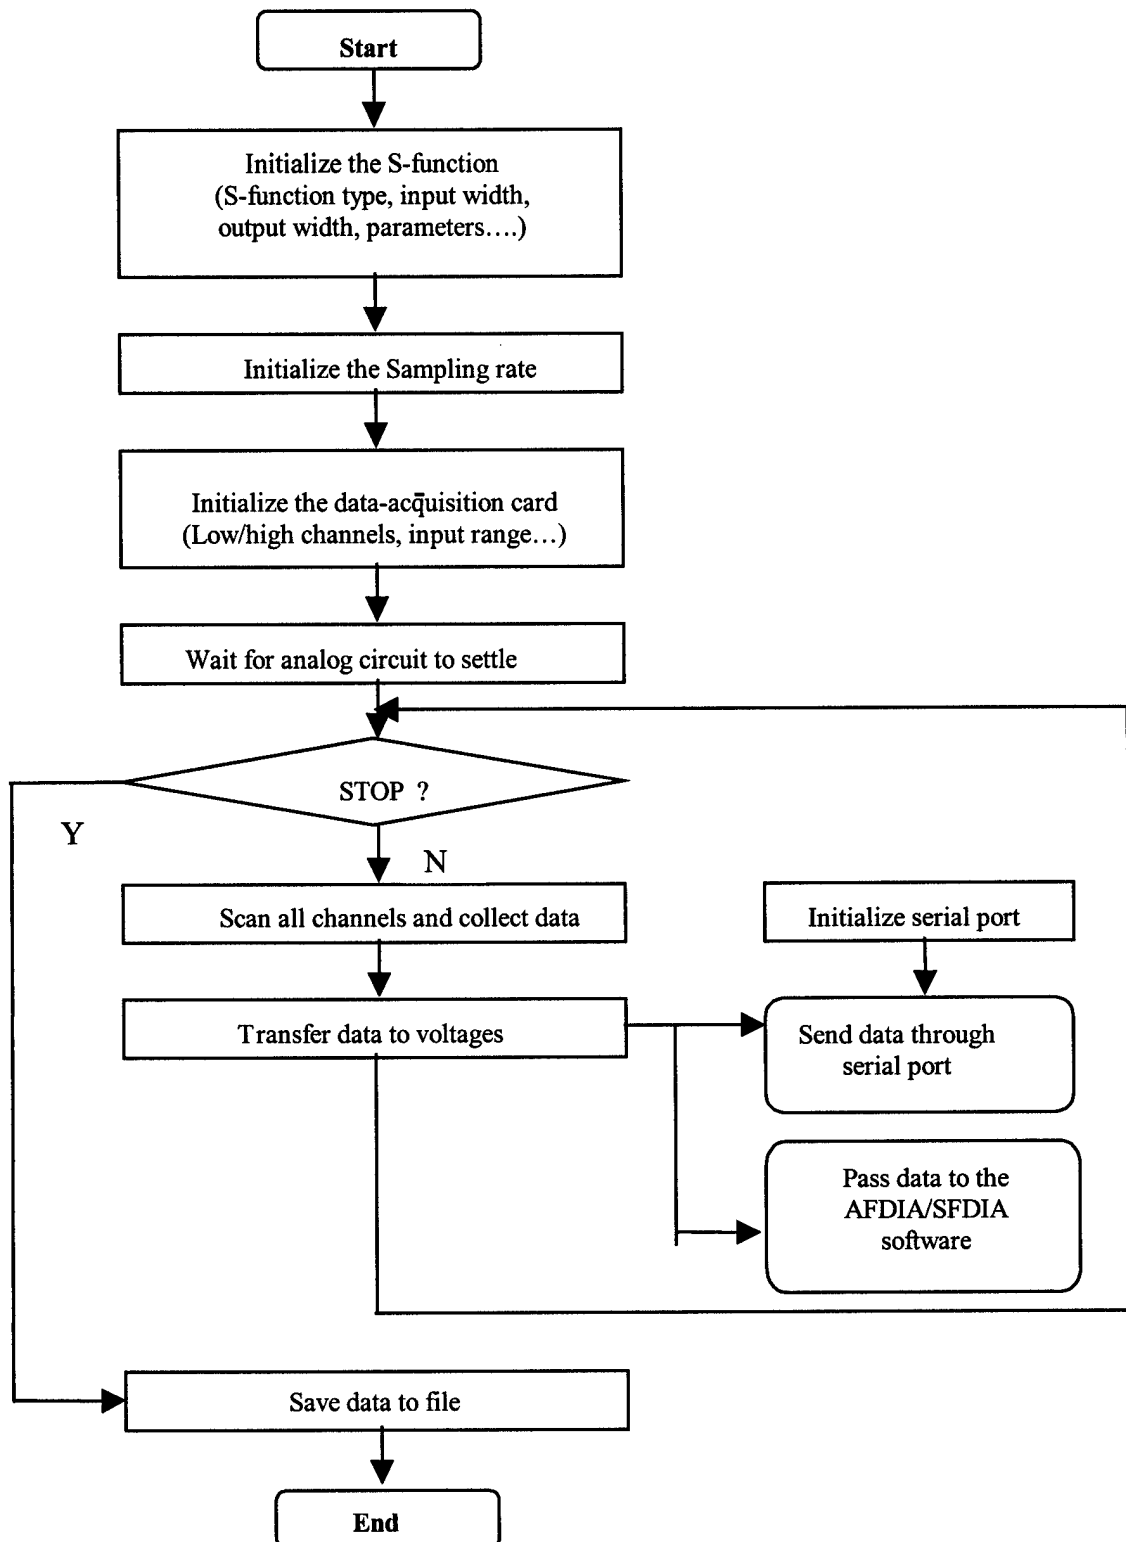 Start
Initialize the S-function
(S-function type, input width,
output width, parameters….)
Initialize the Sampling rate
Initialize the data-acquisition card
(Low/high channels, input range…)
Wait for analog circuit to settle
STOP ?
Y
N
Scan all channels and collect data
Initialize serial port
Transfer data to voltages
Send data through
serial port
Pass data to the
AFDIA/SFDIA
software
Save data to file
End